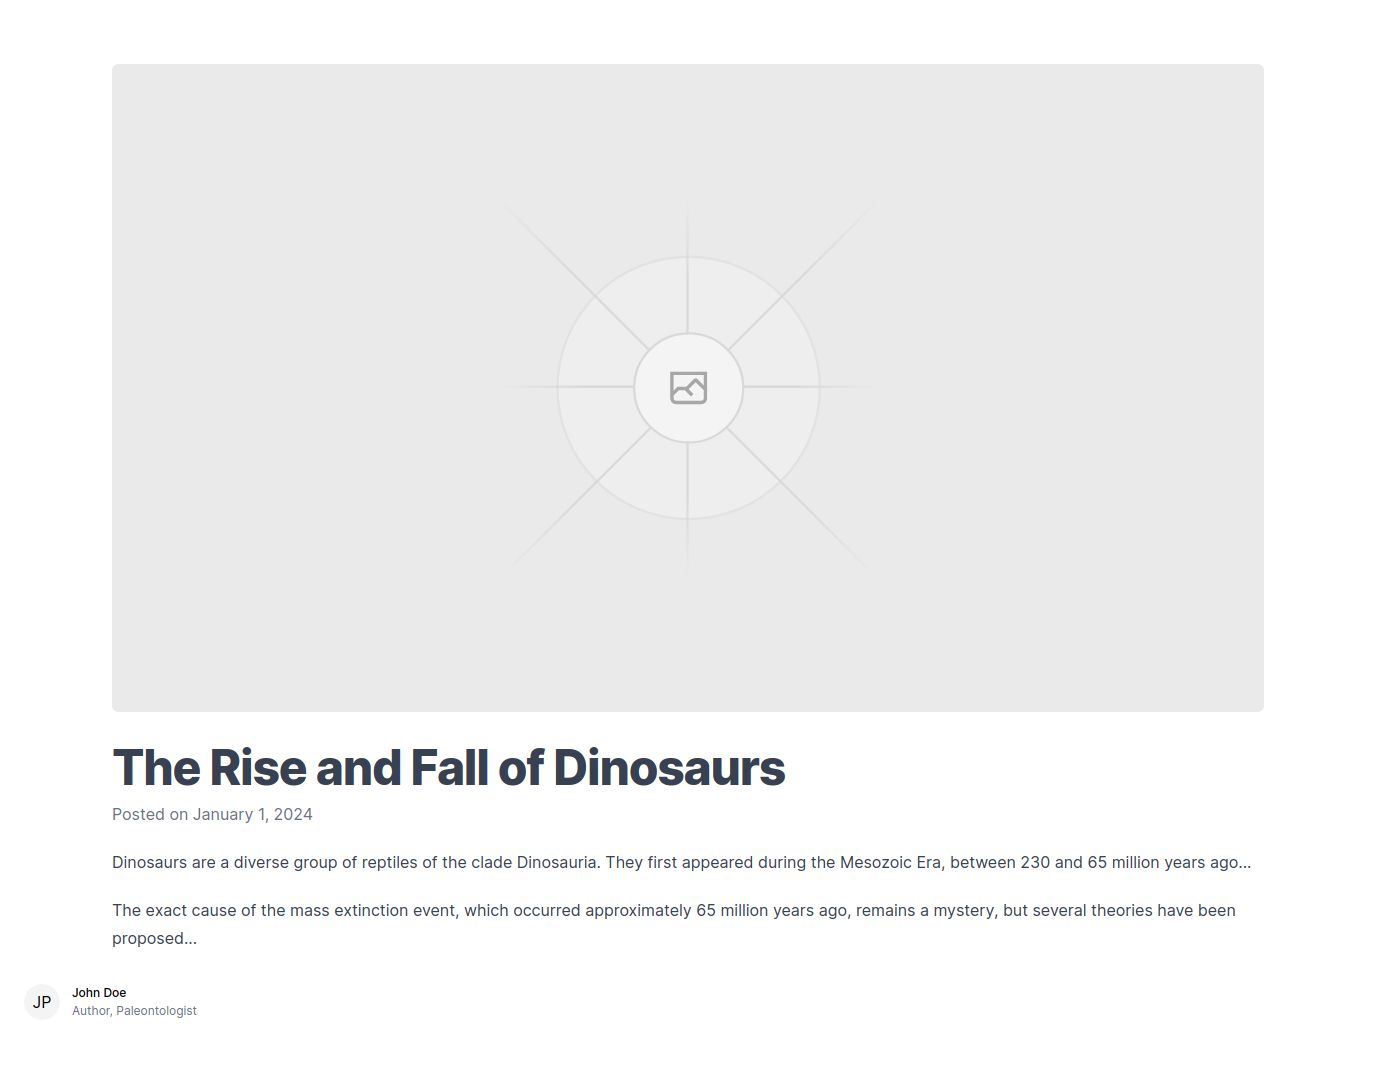 The Rise and Fall of Dinosaurs
Posted on January 1, 2024
Dinosaurs are a diverse group of reptiles of the clade Dinosauria. They first appeared during the Mesozoic Era, between 230 and 65 million years ago...
The exact cause of the mass extinction event, which occurred approximately 65 million years ago, remains a mystery, but several theories have been
proposed...
JP
John Doe
Author, Paleontologist